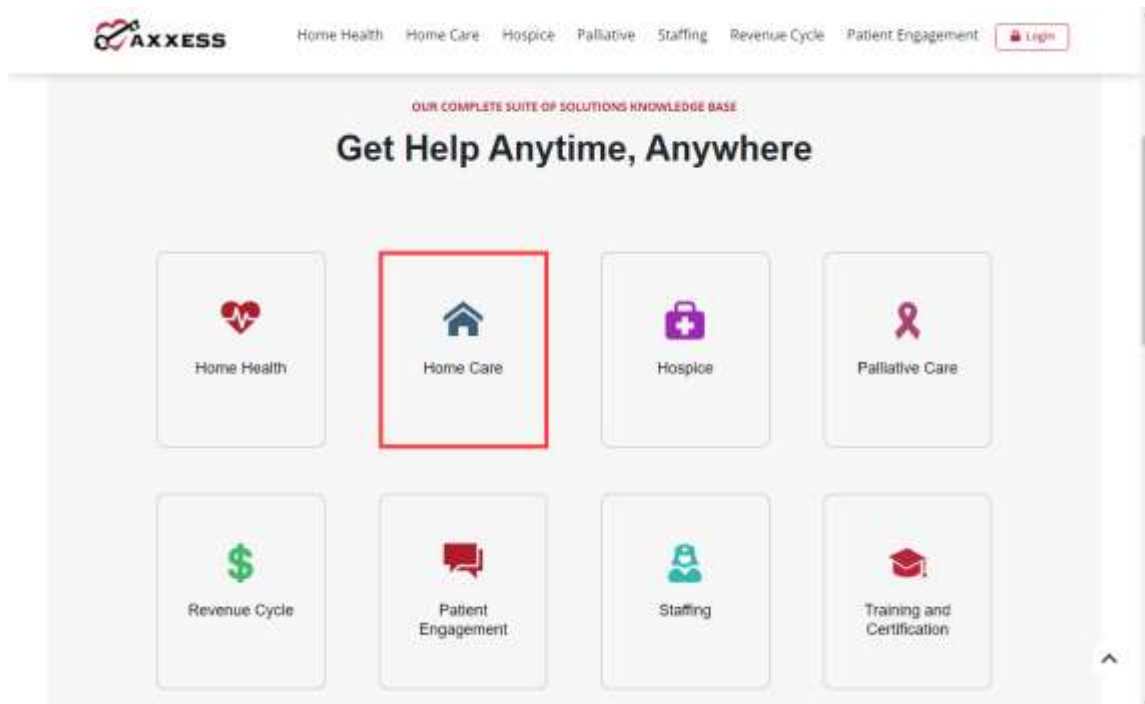 AXXESS
Home Health Home Care Hospice Palliative Staffing Revenue Cycle Patient Engagement Login
OUR COMPLETE SUITE OF SOLUTIONS KNOWLEDGE BASE
Get Help Anytime, Anywhere
Home Health
Home Care
Hospice
Palliative Care
Revenue Cycle
Patient
Engagement
Staffing
Training and
Certification